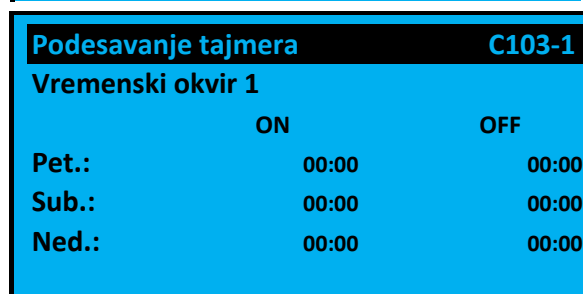 Podesavanje tajmera C103-1
Vremenski okvir 1
ON OFF
Pet.: 00:00 00:00
Sub.: 00:00 00:00
Ned.: 00:00 00:00